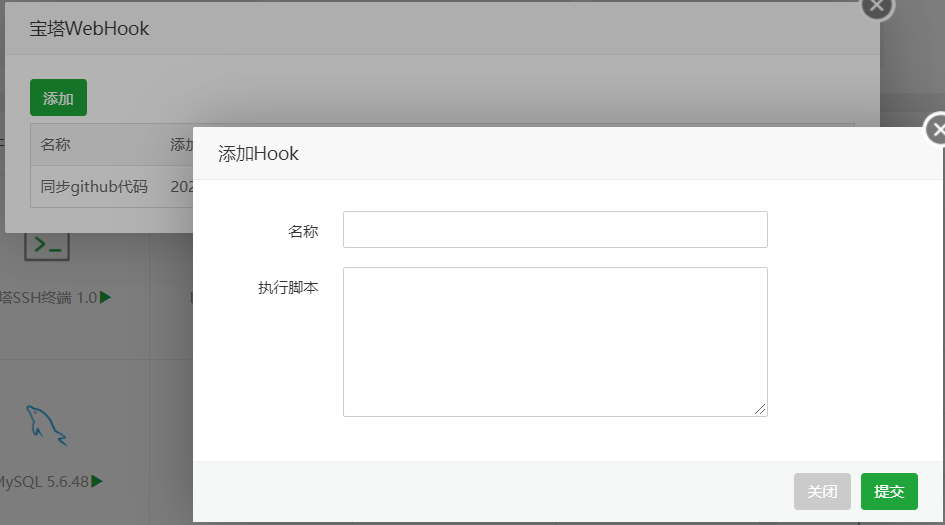 宝塔WebHook
添加
名称 添加
同步github代码 202
添加Hook
名称
执行脚本
塔SSH终端 1.0
MySQL 5.6.48
关闭 提交